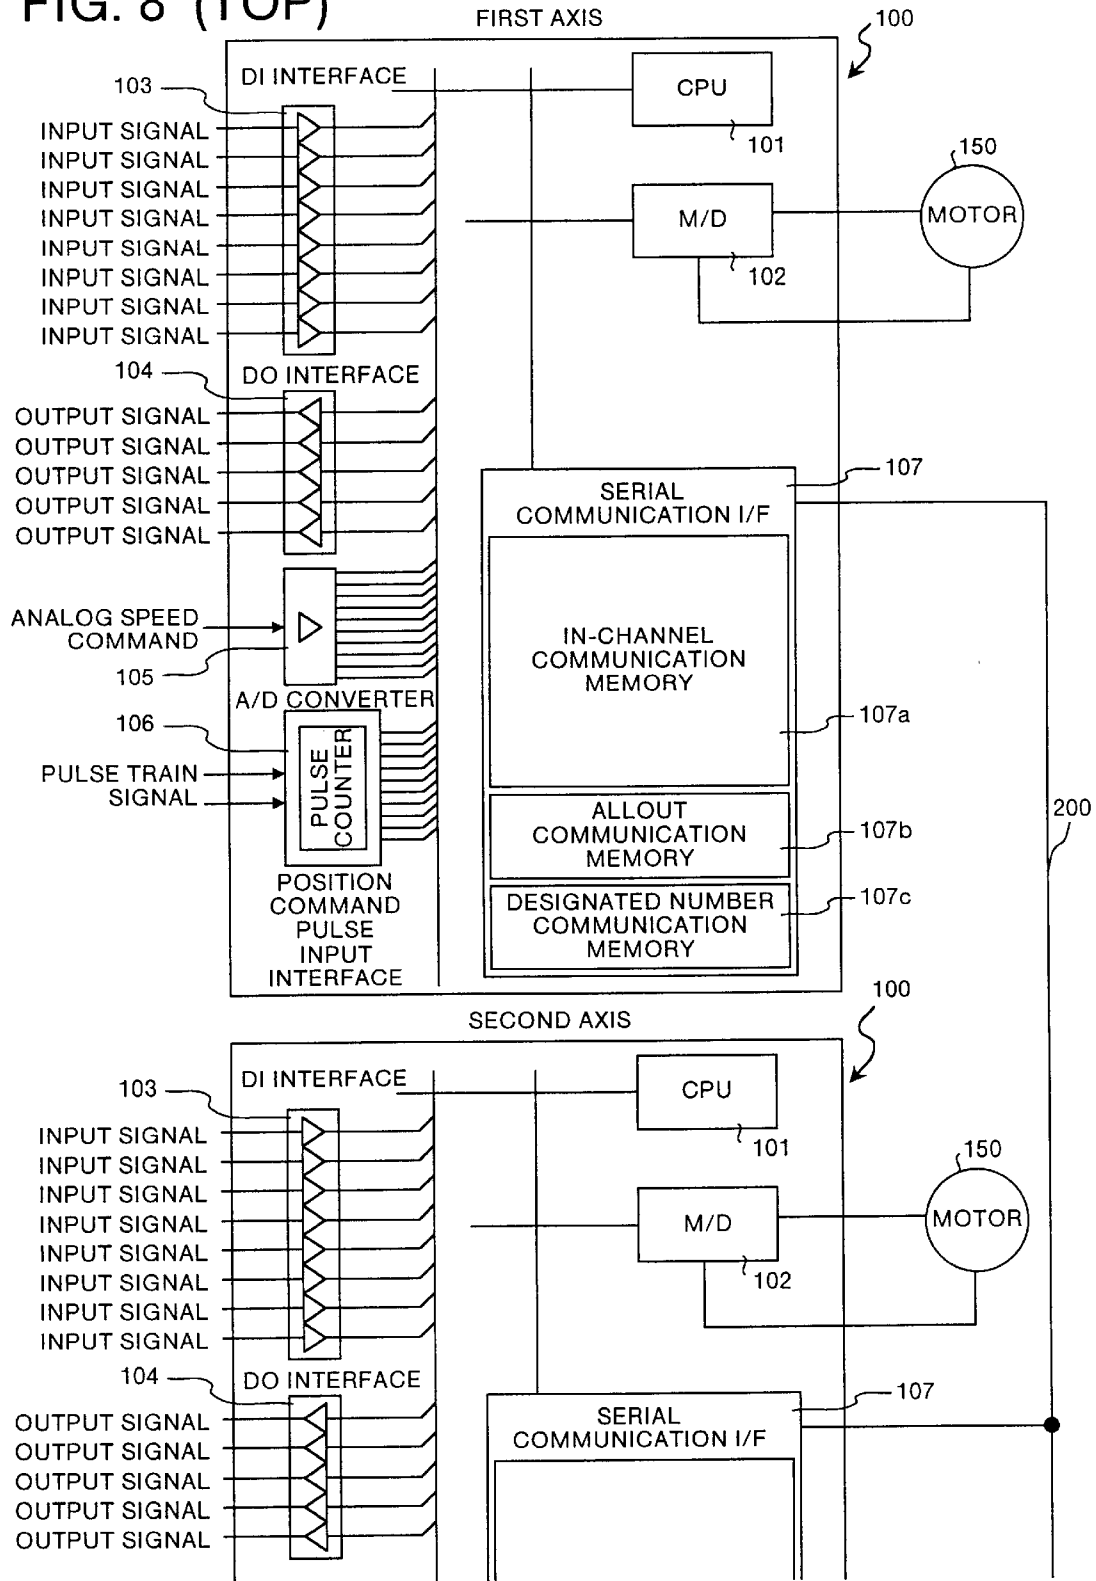 FIG. 8 (TOP)
FIRST AXIS
100
DI INTERFACE
103
CPU
101
INPUT SIGNAL
INPUT SIGNAL
INPUT SIGNAL
INPUT SIGNAL
INPUT SIGNAL
INPUT SIGNAL
INPUT SIGNAL
INPUT SIGNAL
M/D
102
150
MOTOR
104
DO INTERFACE
OUTPUT SIGNAL
OUTPUT SIGNAL
OUTPUT SIGNAL
OUTPUT SIGNAL
OUTPUT SIGNAL
107
SERIAL
COMMUNICATION I/F
ANALOG SPEED
COMMAND
105
A/D CONVERTER
IN-CHANNEL
COMMUNICATION
MEMORY
107a
106
PULSE TRAIN
SIGNAL
PULSE
COUNTER
POSITION
COMMAND
PULSE
INPUT
INTERFACE
ALLOUT
COMMUNICATION
MEMORY
107b
200
DESIGNATED NUMBER
COMMUNICATION
MEMORY
107c
SECOND AXIS
100
DI INTERFACE
103
CPU
101
INPUT SIGNAL
INPUT SIGNAL
INPUT SIGNAL
INPUT SIGNAL
INPUT SIGNAL
INPUT SIGNAL
INPUT SIGNAL
INPUT SIGNAL
M/D
102
150
MOTOR
104
DO INTERFACE
OUTPUT SIGNAL
OUTPUT SIGNAL
OUTPUT SIGNAL
OUTPUT SIGNAL
OUTPUT SIGNAL
107
SERIAL
COMMUNICATION I/F